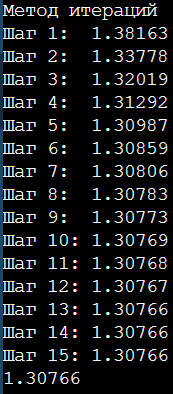 Метод итераций
Шаг 1:  1.38163
Шаг 2:  1.33778
Шаг 3:  1.32019
Шаг 4:  1.31292
Шаг 5:  1.30987
Шаг 6:  1.30859
Шаг 7:  1.30806
Шаг 8:  1.30783
Шаг 9:  1.30773
Шаг 10: 1.30769
Шаг 11: 1.30768
Шаг 12: 1.30767
Шаг 13: 1.30766
Шаг 14: 1.30766
Шаг 15: 1.30766
1.30766